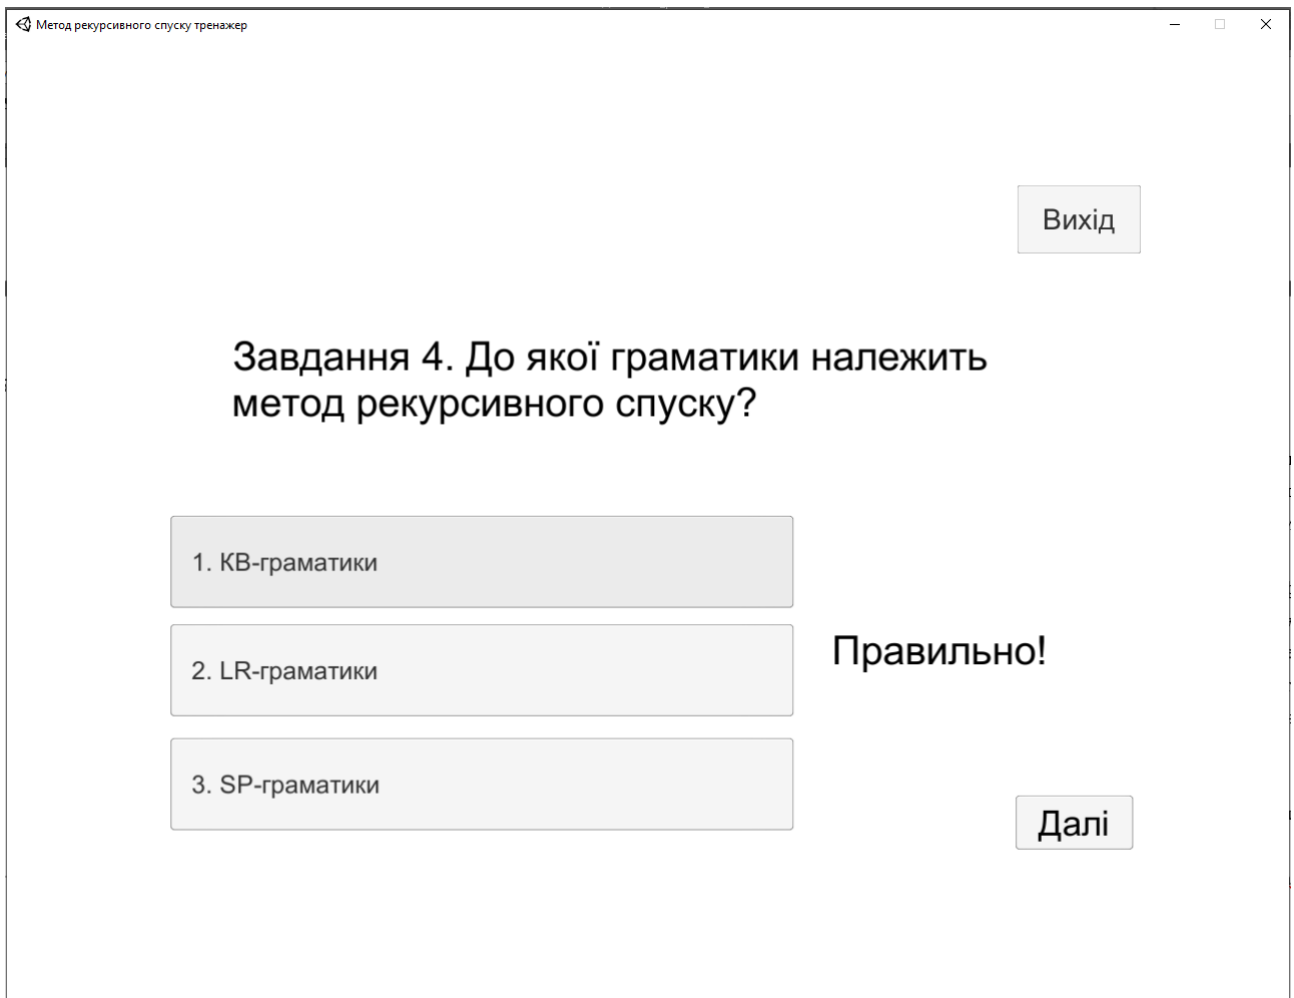 Метод рекурсивного спуску тренажер
Вихід
Завдання 4. До якої граматики належить
метод рекурсивного спуску?
1. КВ-граматики
2. LR-граматики
Правильно!
3. SP-граматики
Далі